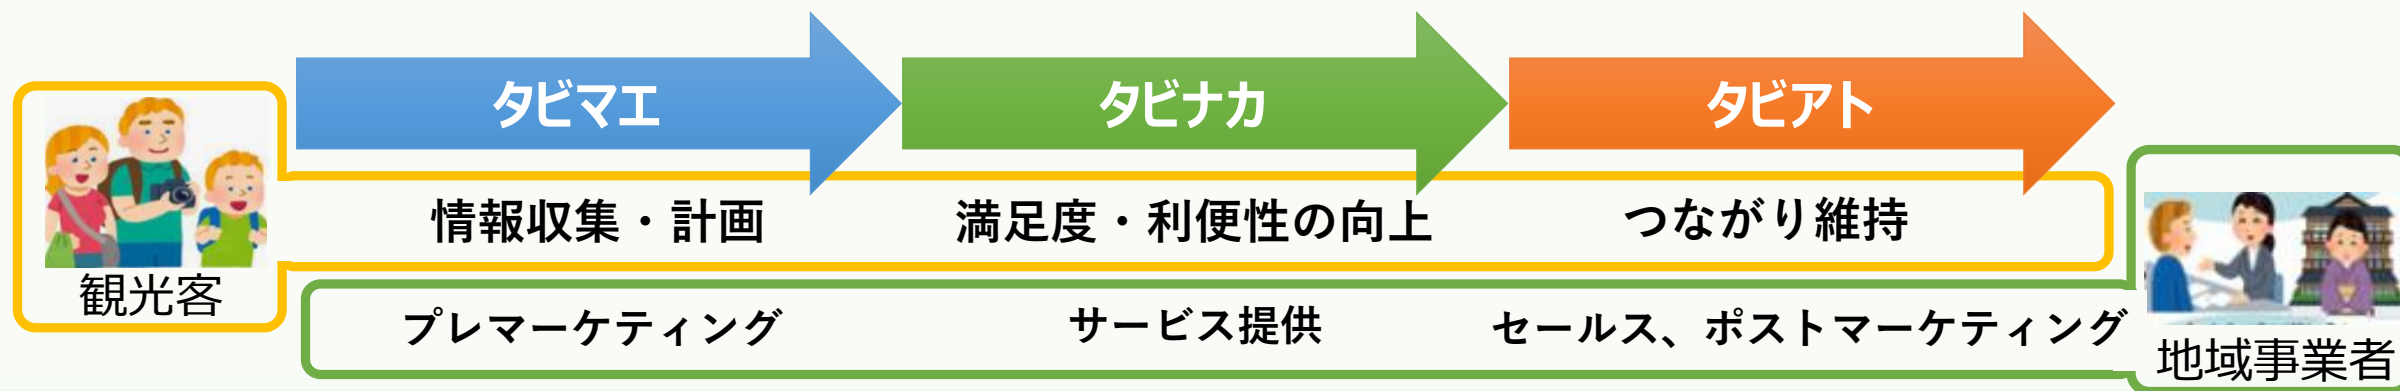 タビマエ
タビナカ
タビアト
情報収集・計画
満足度・利便性の向上
つながり維持
観光客
プレマーケティング
サービス提供
セールス、ポストマーケティング
地域事業者